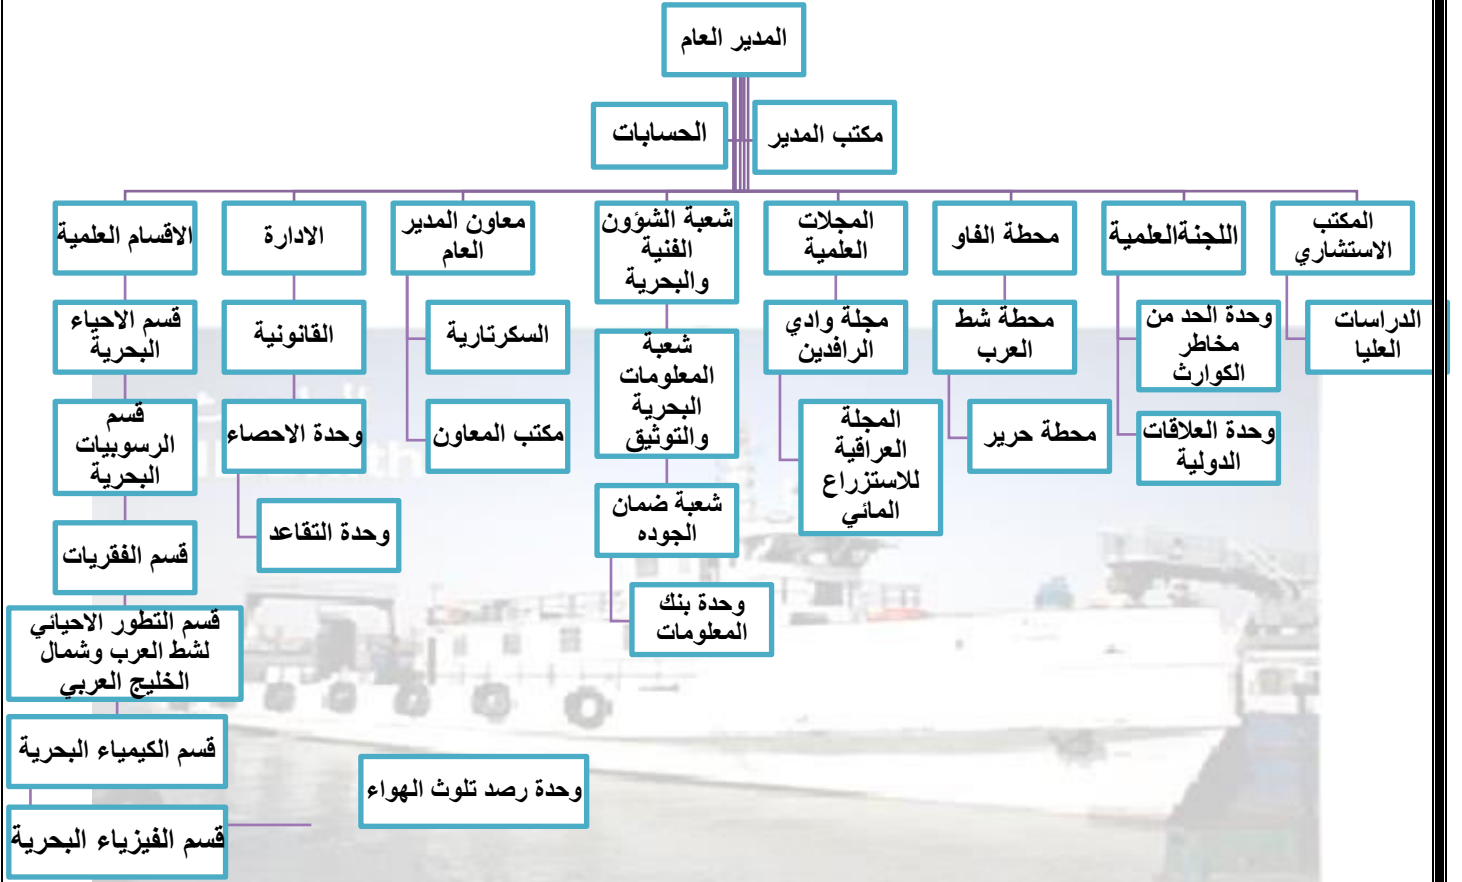 المدير العام
مكتب المدير
الحسابات
المكتب
الاستشاري
اللجنةالعلمية
محطة الفاو
المجلات
العلمية
شعبة الشؤون
الفنية
والبحرية
معاون المدير
العام
الادارة
الاقسام العلمية
الدراسات
العليا
وحدة الحد من
مخاطر
الكوارث
محطة شط
العرب
مجلة وادي
الرافدين
شعبة
المعلومات
البحرية
والتوثيق
السكرتارية
القانونية
قسم الاحياء
البحرية
وحدة العلاقات
الدولية
محطة حرير
المجلة
العراقية
للاستزراع
المائي
شعبة ضمان
الجوده
مكتب المعاون
وحدة الاحصاء
قسم
الرسوبيات
البحرية
وحدة بنك
المعلومات
وحدة التقاعد
قسم الفقريات
قسم التطور الاحيائي
لشط العرب وشمال
الخليج العربي
قسم الكيمياء البحرية
وحدة رصد تلوث الهواء
قسم الفيزياء البحرية